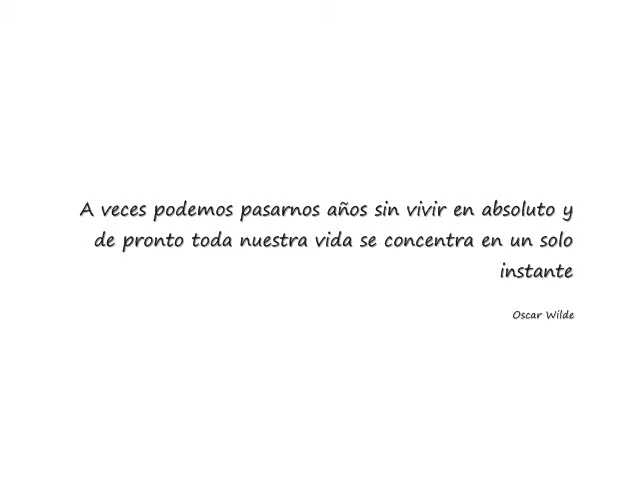 A veces podemos pasarnos años sin vivir en absoluto y
de pronto toda nuestra vida se concentra en un solo
instante
Oscar Wilde